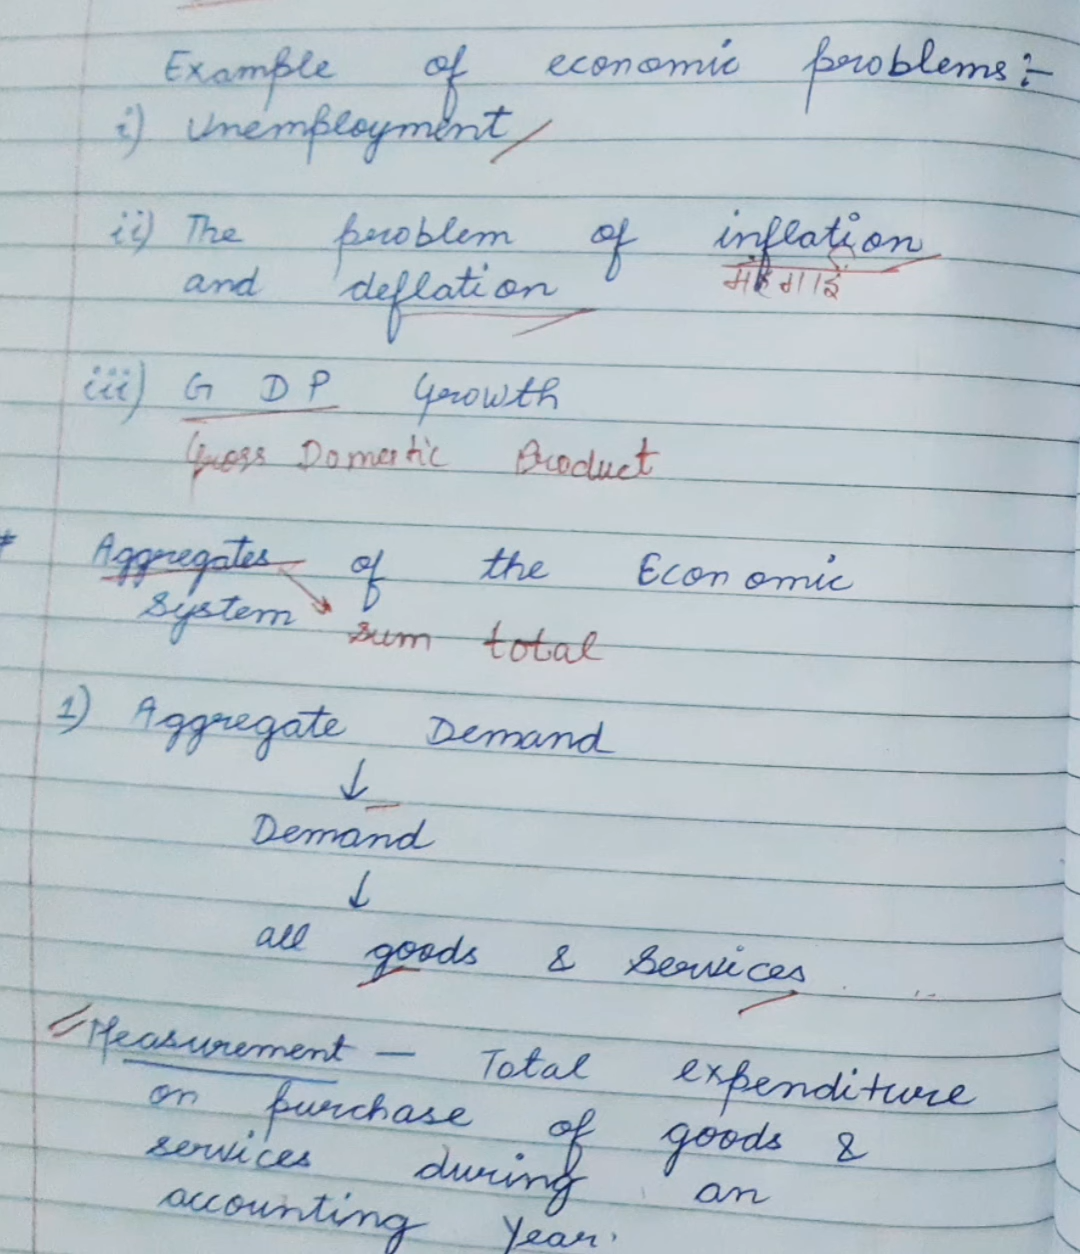 Example of economic problems:-
i) Unemployment
ii) The problem of inflation
महंगाई
and deflation
iii) G D P Growth
Gross Domestic Product
* Aggregates of the Economic
System
sum total
1) Aggregate Demand
↓
Demand
↓
all goods & services
Measurement - Total expenditure
on purchase of goods &
services during an
accounting Year.